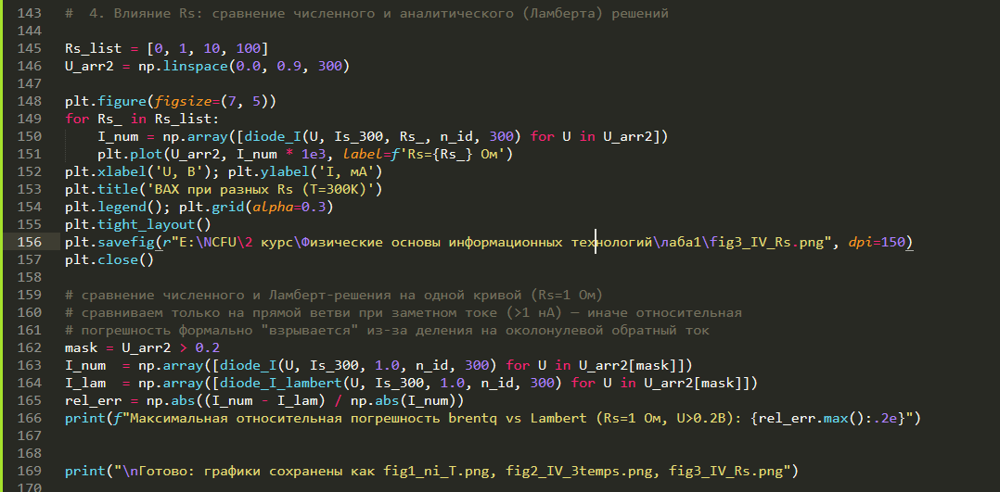 143 #  4. Влияние Rs: сравнение численного и аналитического (Ламберта) решений
144
145 Rs_list = [0, 1, 10, 100]
146 U_arr2 = np.linspace(0.0, 0.9, 300)
147
148 plt.figure(figsize=(7, 5))
149 for Rs_ in Rs_list:
150     I_num = np.array([diode_I(U, Is_300, Rs_, n_id, 300) for U in U_arr2])
151     plt.plot(U_arr2, I_num * 1e3, label=f'Rs={Rs_} Ом')
152 plt.xlabel('U, В'); plt.ylabel('I, мА')
153 plt.title('ВАХ при разных Rs (T=300K)')
154 plt.legend(); plt.grid(alpha=0.3)
155 plt.tight_layout()
156 plt.savefig(r"E:\NCFU\2 курс\Физические основы информационных технологий\лаба1\fig3_IV_Rs.png", dpi=150)
157 plt.close()
158
159 # сравнение численного и Ламберт-решения на одной кривой (Rs=1 Ом)
160 # сравниваем только на прямой ветви при заметном токе (>1 нА) — иначе относительная
161 # погрешность формально "взрывается" из-за деления на околонулевой обратный ток
162 mask = U_arr2 > 0.2
163 I_num  = np.array([diode_I(U, Is_300, 1.0, n_id, 300) for U in U_arr2[mask]])
164 I_lam  = np.array([diode_I_lambert(U, Is_300, 1.0, n_id, 300) for U in U_arr2[mask]])
165 rel_err = np.abs((I_num - I_lam) / np.abs(I_num))
166 print(f"Максимальная относительная погрешность brentq vs Lambert (Rs=1 Ом, U>0.2В): {rel_err.max():.2e}")
167
168
169 print("\nГотово: графики сохранены как fig1_ni_T.png, fig2_IV_3temps.png, fig3_IV_Rs.png")
170